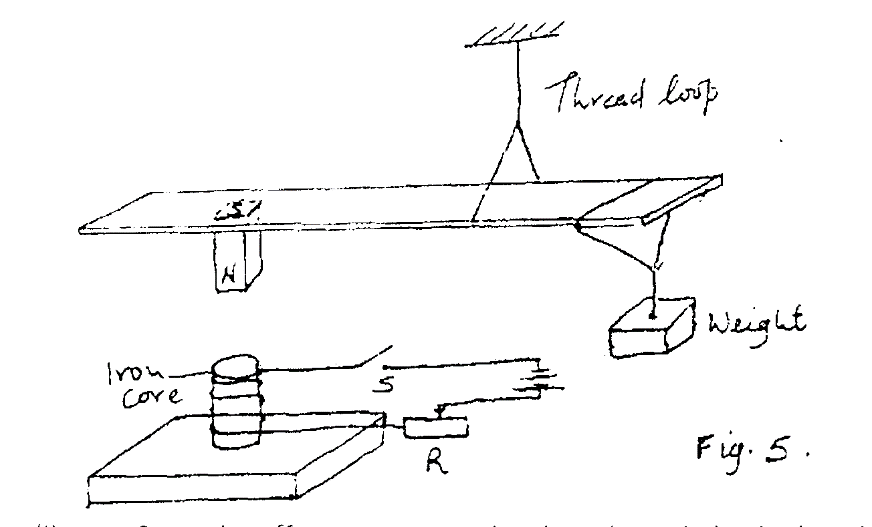 Thread loop
S
N
Weight
Iron
Core
S
R
Fig. 5.